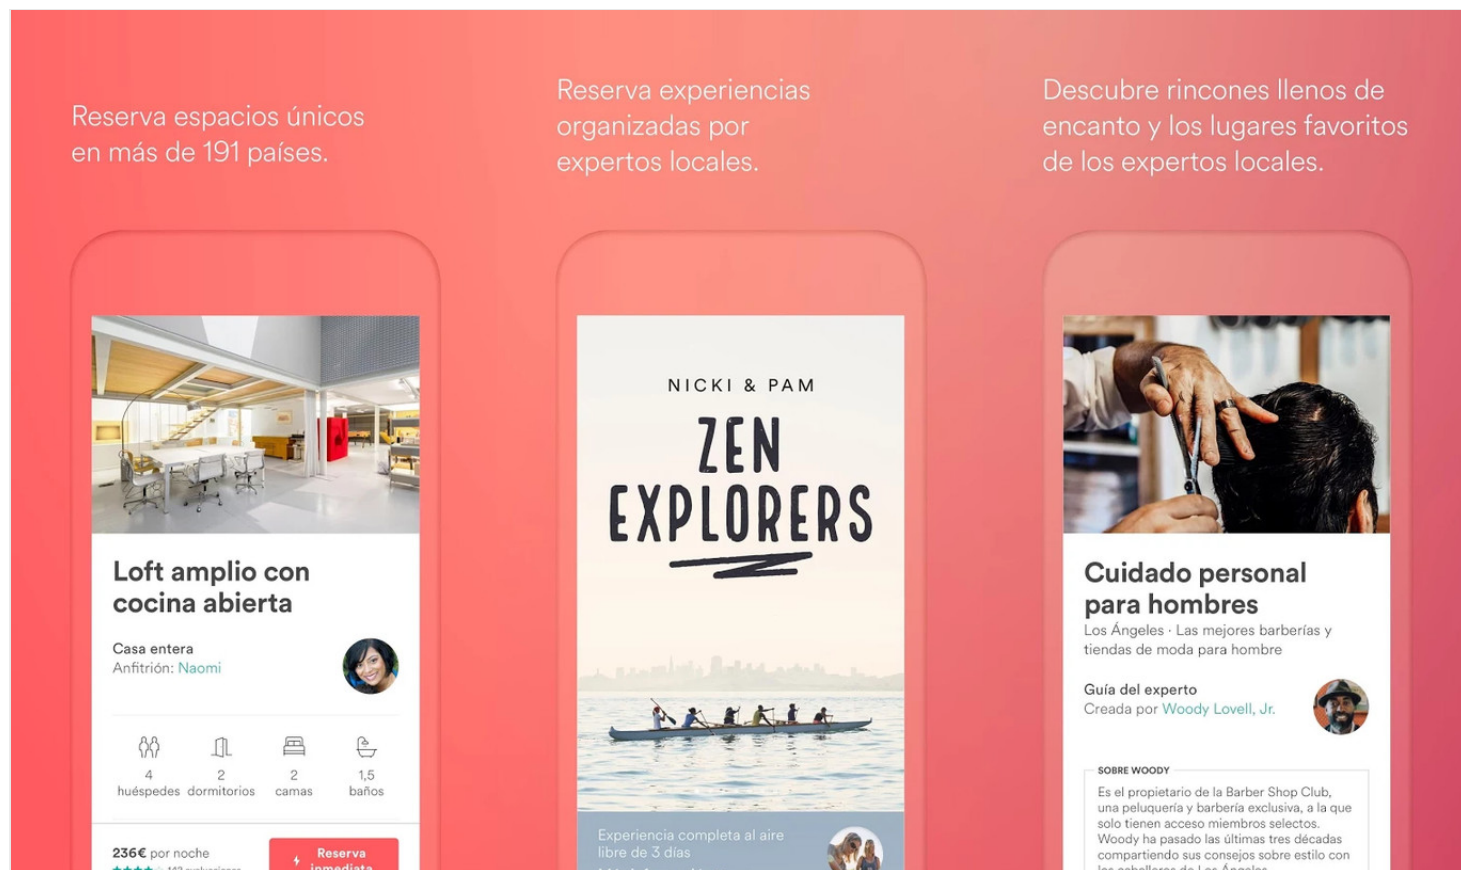 Reserva espacios únicos
en más de 191 países.
Reserva experiencias
organizadas por
expertos locales.
Descubre rincones llenos de
encanto y los lugares favoritos
de los expertos locales.
Loft amplio con
cocina abierta
Casa entera
Anfitrión: Naomi
4
huéspedes
2
dormitorios
2
camas
1,5
baños
236€ por noche
Reserva
inmediata
NICKI & PAM
ZEN
EXPLORERS
Experiencia completa al aire
libre de 3 días
Cuidado personal
para hombres
Los Ángeles · Las mejores barberías y
tiendas de moda para hombre
Guía del experto
Creada por Woody Lovell, Jr.
SOBRE WOODY
Es el propietario de la Barber Shop Club,
una peluquería y barbería exclusiva, a la que
solo tienen acceso miembros selectos.
Woody ha pasado las últimas tres décadas
compartiendo sus consejos sobre estilo con
los caballeros de Los Ángeles